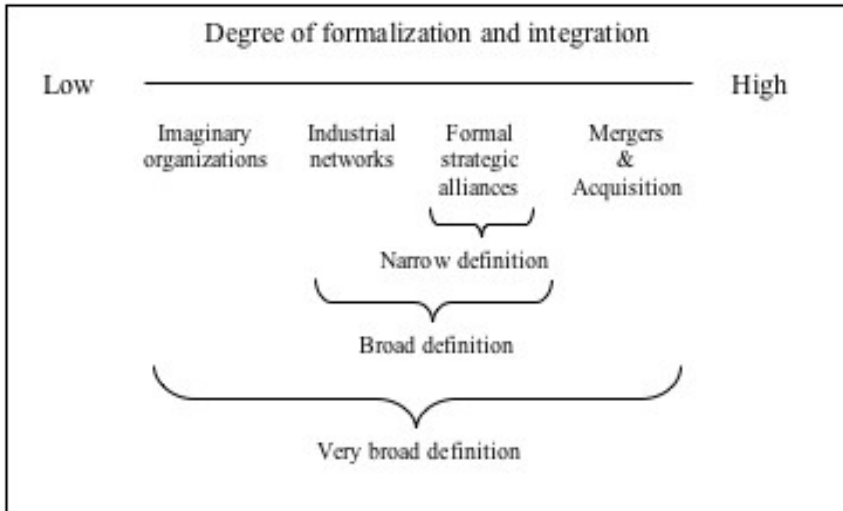 Degree of formalization and integration
Low
High
Imaginary
organizations
Industrial
networks
Formal
strategic
alliances
Mergers
&
Acquisition
Narrow definition
Broad definition
Very broad definition